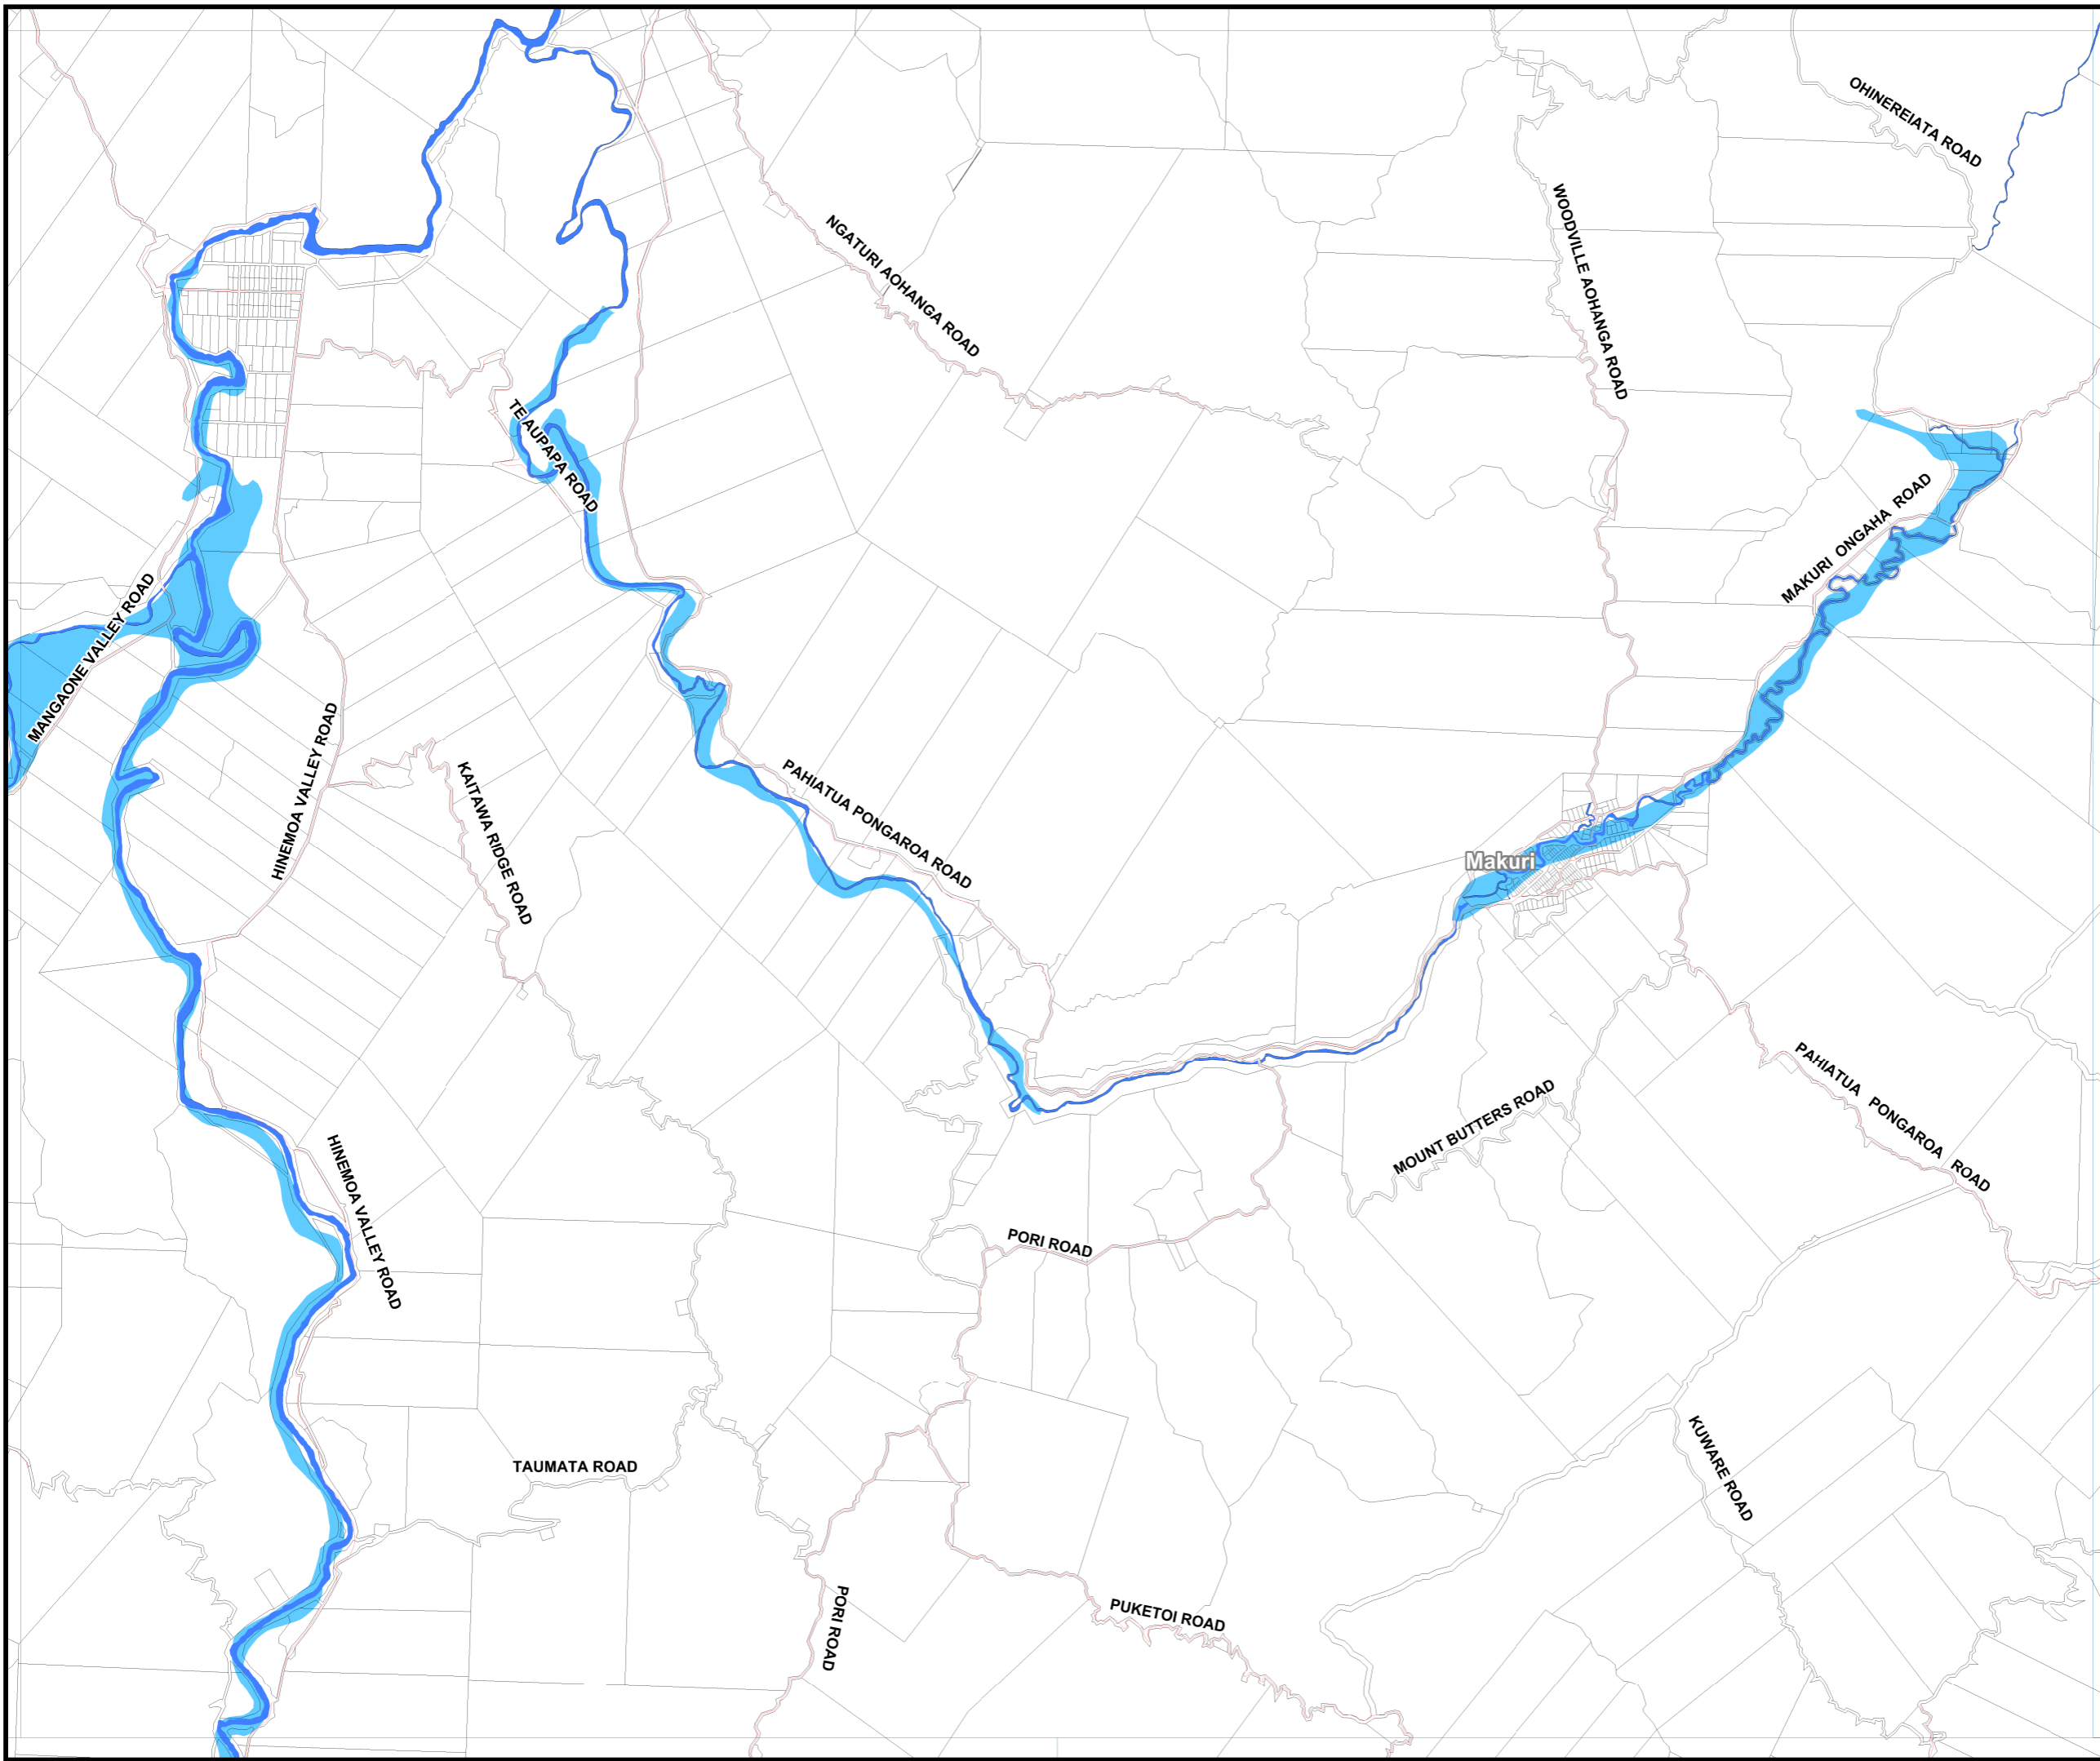 OHINEREIATA ROAD
NGATURI AOHANGA ROAD
WOODVILLE AOHANGA ROAD
TE AUPAPA ROAD
MAKURI ONGAHA ROAD
MANGAONE VALLEY ROAD
HINEMOA VALLEY ROAD
KAITAWA RIDGE ROAD
PAHIATUA PONGAROA ROAD
Makuri
PAHIATUA PONGAROA ROAD
MOUNT BUTTERS ROAD
HINEMOA VALLEY ROAD
PORI ROAD
TAUMATA ROAD
KUWARE ROAD
PORI ROAD
PUKETOI ROAD